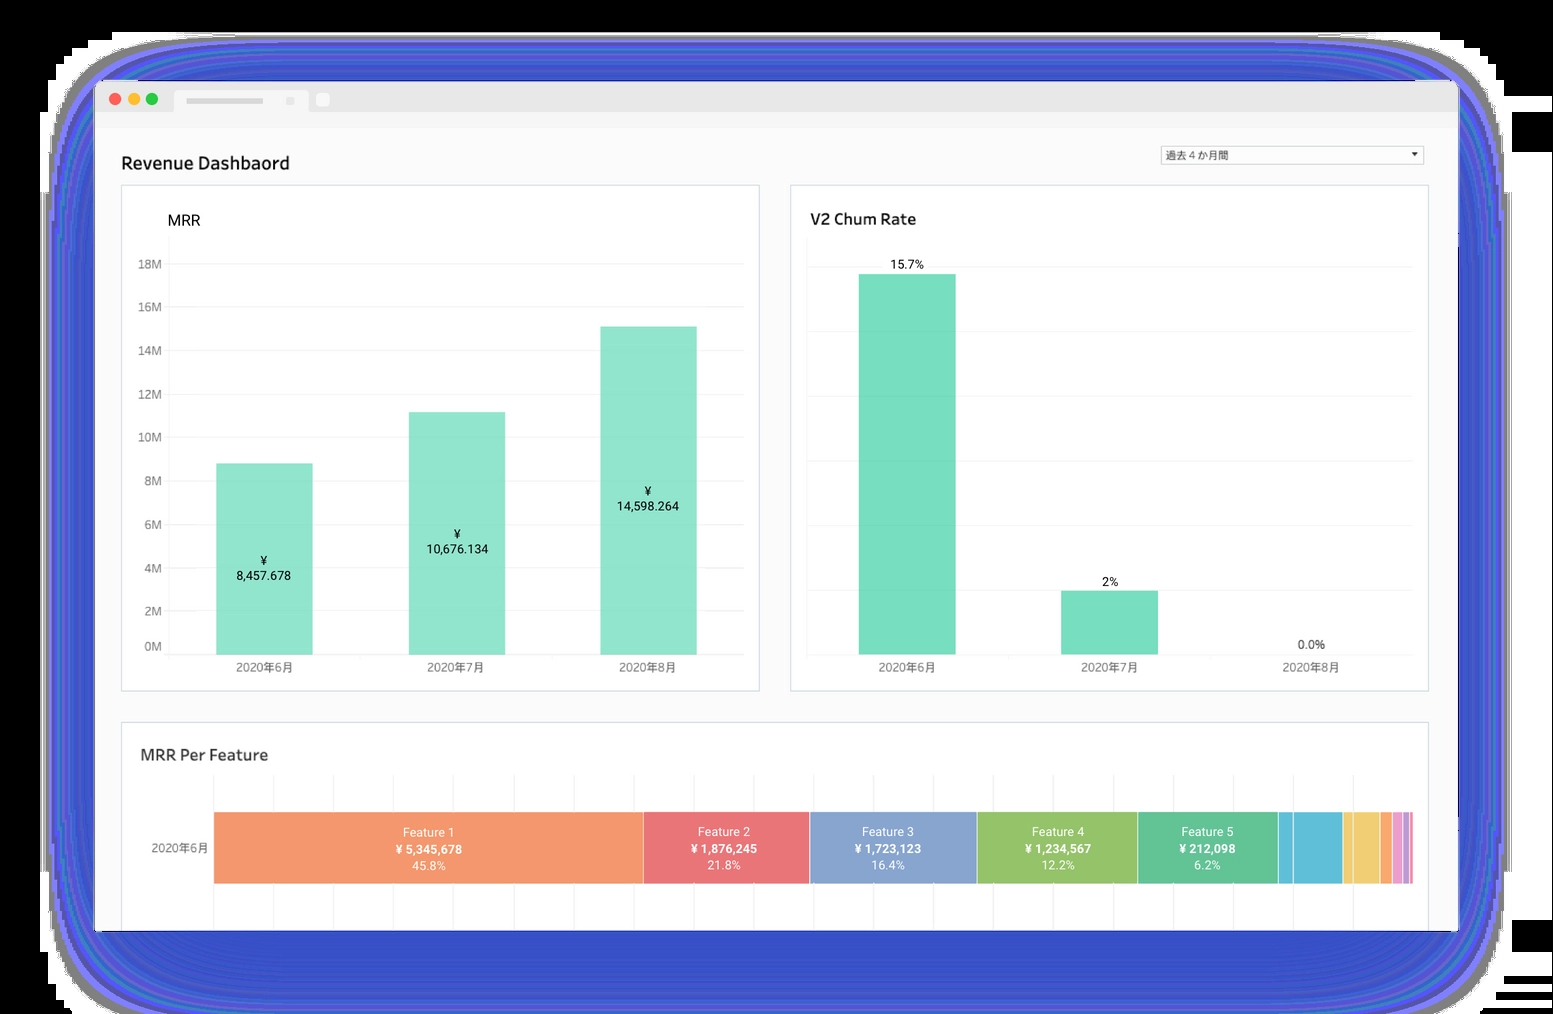 Revenue Dashbaord
過去４か月間
MRR
18M
16M
14M
12M
10M
8M
6M
4M
2M
0M
¥
8,457.678
¥
10,676.134
¥
14,598.264
2020年6月
2020年7月
2020年8月
V2 Chum Rate
15.7%
2%
0.0%
2020年6月
2020年7月
2020年8月
MRR Per Feature
2020年6月
Feature 1
¥ 5,345,678
45.8%
Feature 2
¥ 1,876,245
21.8%
Feature 3
¥ 1,723,123
16.4%
Feature 4
¥ 1,234,567
12.2%
Feature 5
¥ 212,098
6.2%